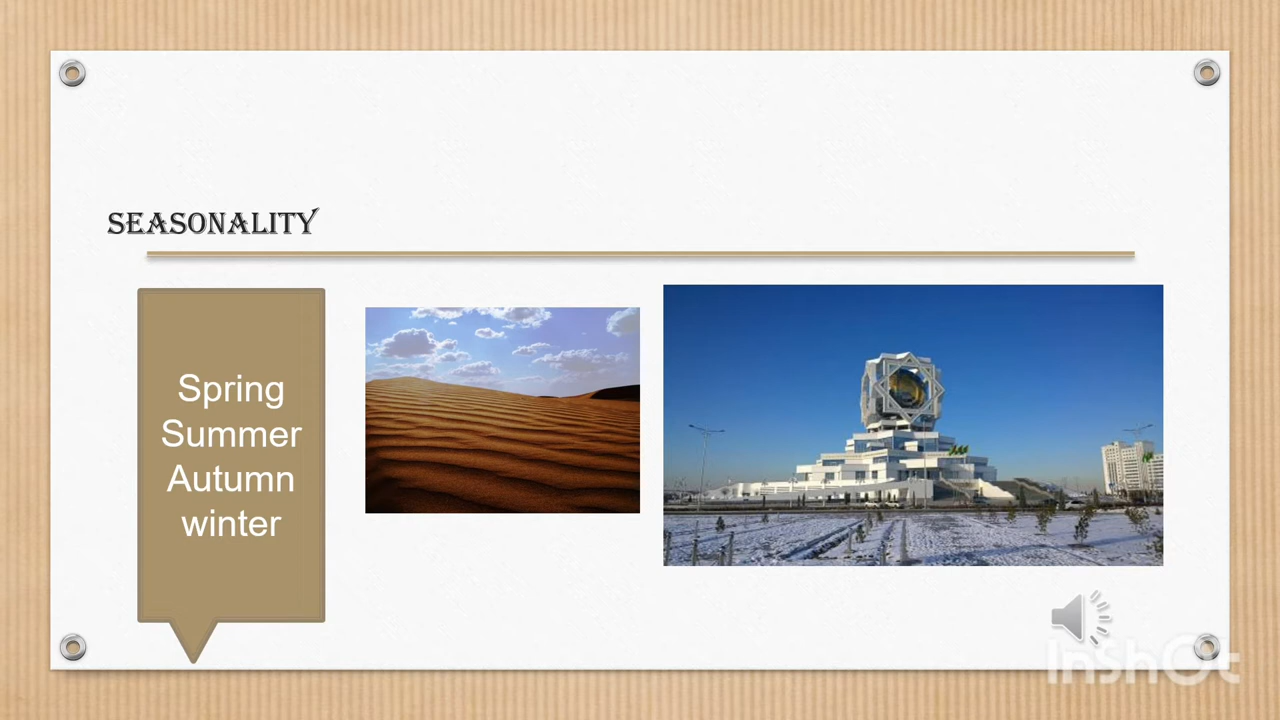 SEASONALITY
Spring
Summer
Autumn
winter
InShOt